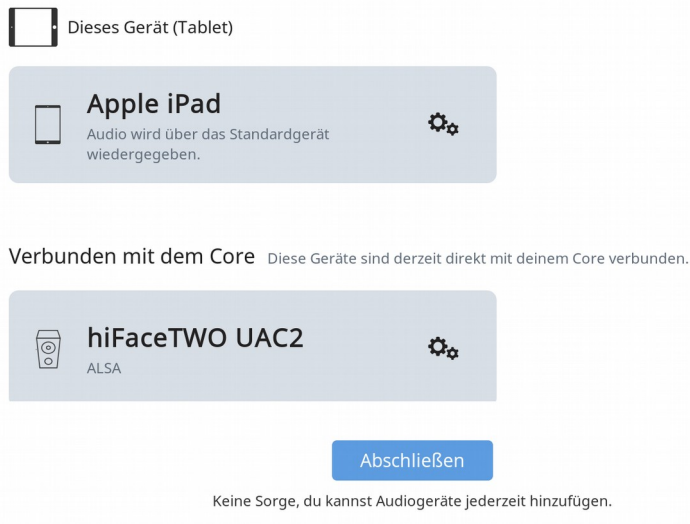 Dieses Gerät (Tablet)
Apple iPad
Audio wird über das Standardgerät
wiedergegeben.
Verbunden mit dem Core Diese Geräte sind derzeit direkt mit deinem Core verbunden.
hiFaceTWO UAC2
ALSA
Abschließen
Keine Sorge, du kannst Audiogeräte jederzeit hinzufügen.